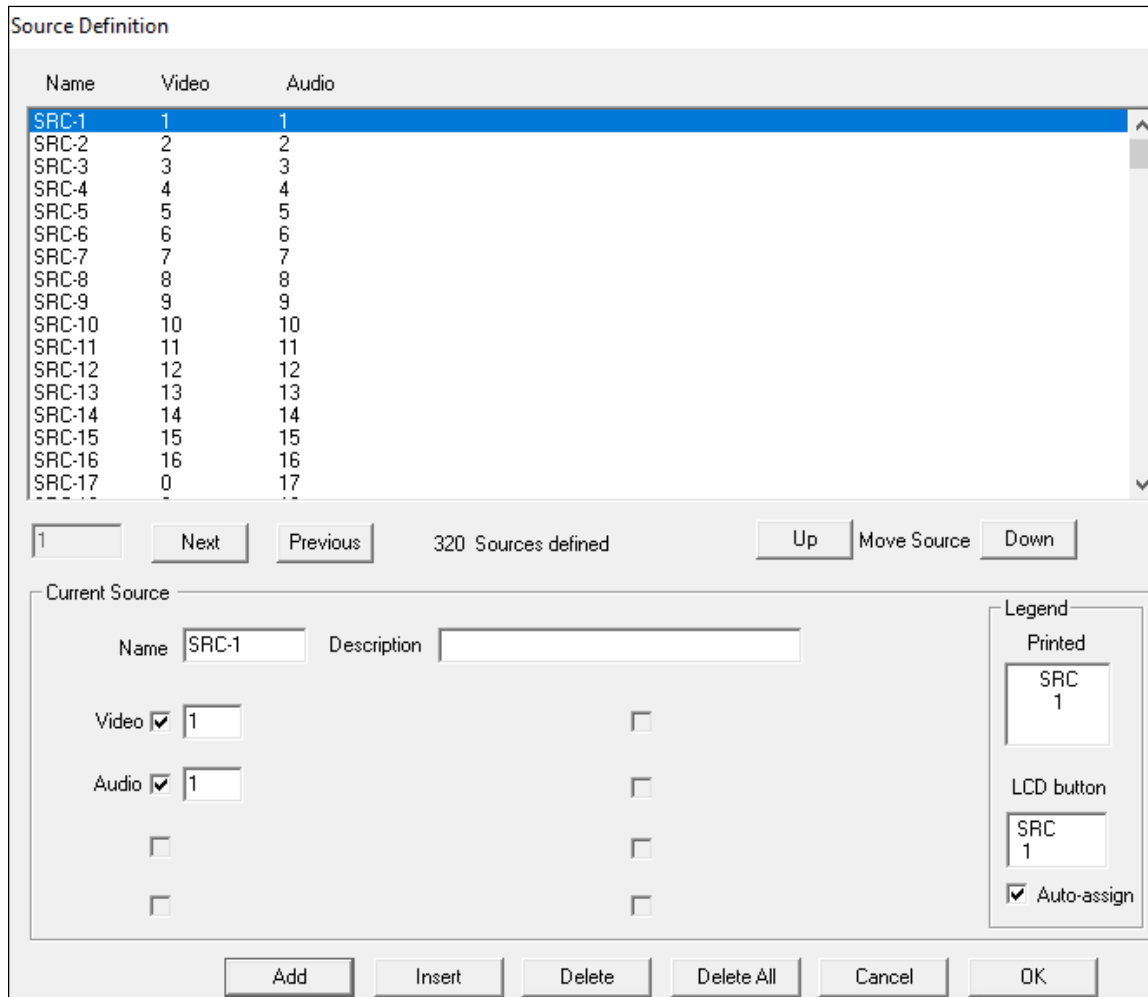 Source Definition
Name Video Audio
SRC-1 1 1
SRC-2 2 2
SRC-3 3 3
SRC-4 4 4
SRC-5 5 5
SRC-6 6 6
SRC-7 7 7
SRC-8 8 8
SRC-9 9 9
SRC-10 10 10
SRC-11 11 11
SRC-12 12 12
SRC-13 13 13
SRC-14 14 14
SRC-15 15 15
SRC-16 16 16
SRC-17 0 17
1 Next Previous 320 Sources defined Up Move Source Down
Current Source
Name SRC-1 Description
Video 1
Audio 1
Legend
Printed
SRC
1
LCD button
SRC
1
Auto-assign
Add Insert Delete Delete All Cancel OK